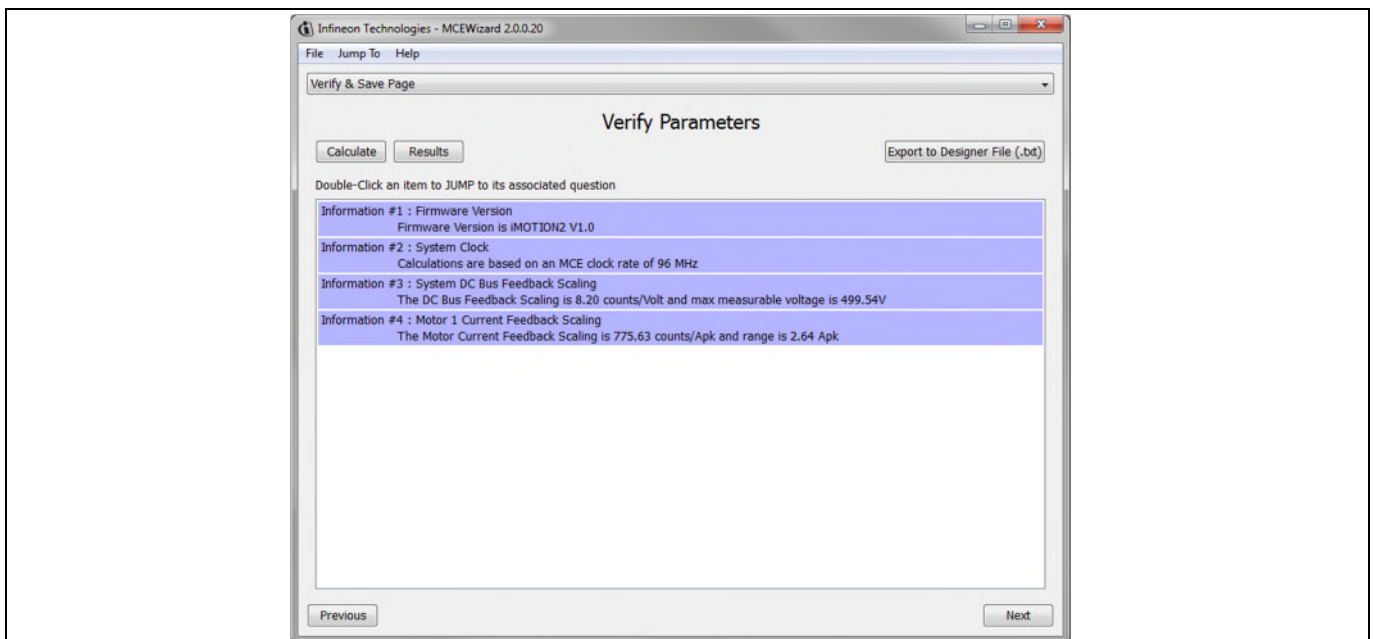 Infineon Technologies - MCEWizard 2.0.0.20
File Jump To Help
Verify & Save Page
Verify Parameters
Calculate Results Export to Designer File (.txt)
Double-Click an item to JUMP to its associated question
Information #1 : Firmware Version
Firmware Version is iMOTION2 V1.0
Information #2 : System Clock
Calculations are based on an MCE clock rate of 96 MHz
Information #3 : System DC Bus Feedback Scaling
The DC Bus Feedback Scaling is 8.20 counts/Volt and max measurable voltage is 499.54V
Information #4 : Motor 1 Current Feedback Scaling
The Motor Current Feedback Scaling is 775.63 counts/Apk and range is 2.64 Apk
Previous Next